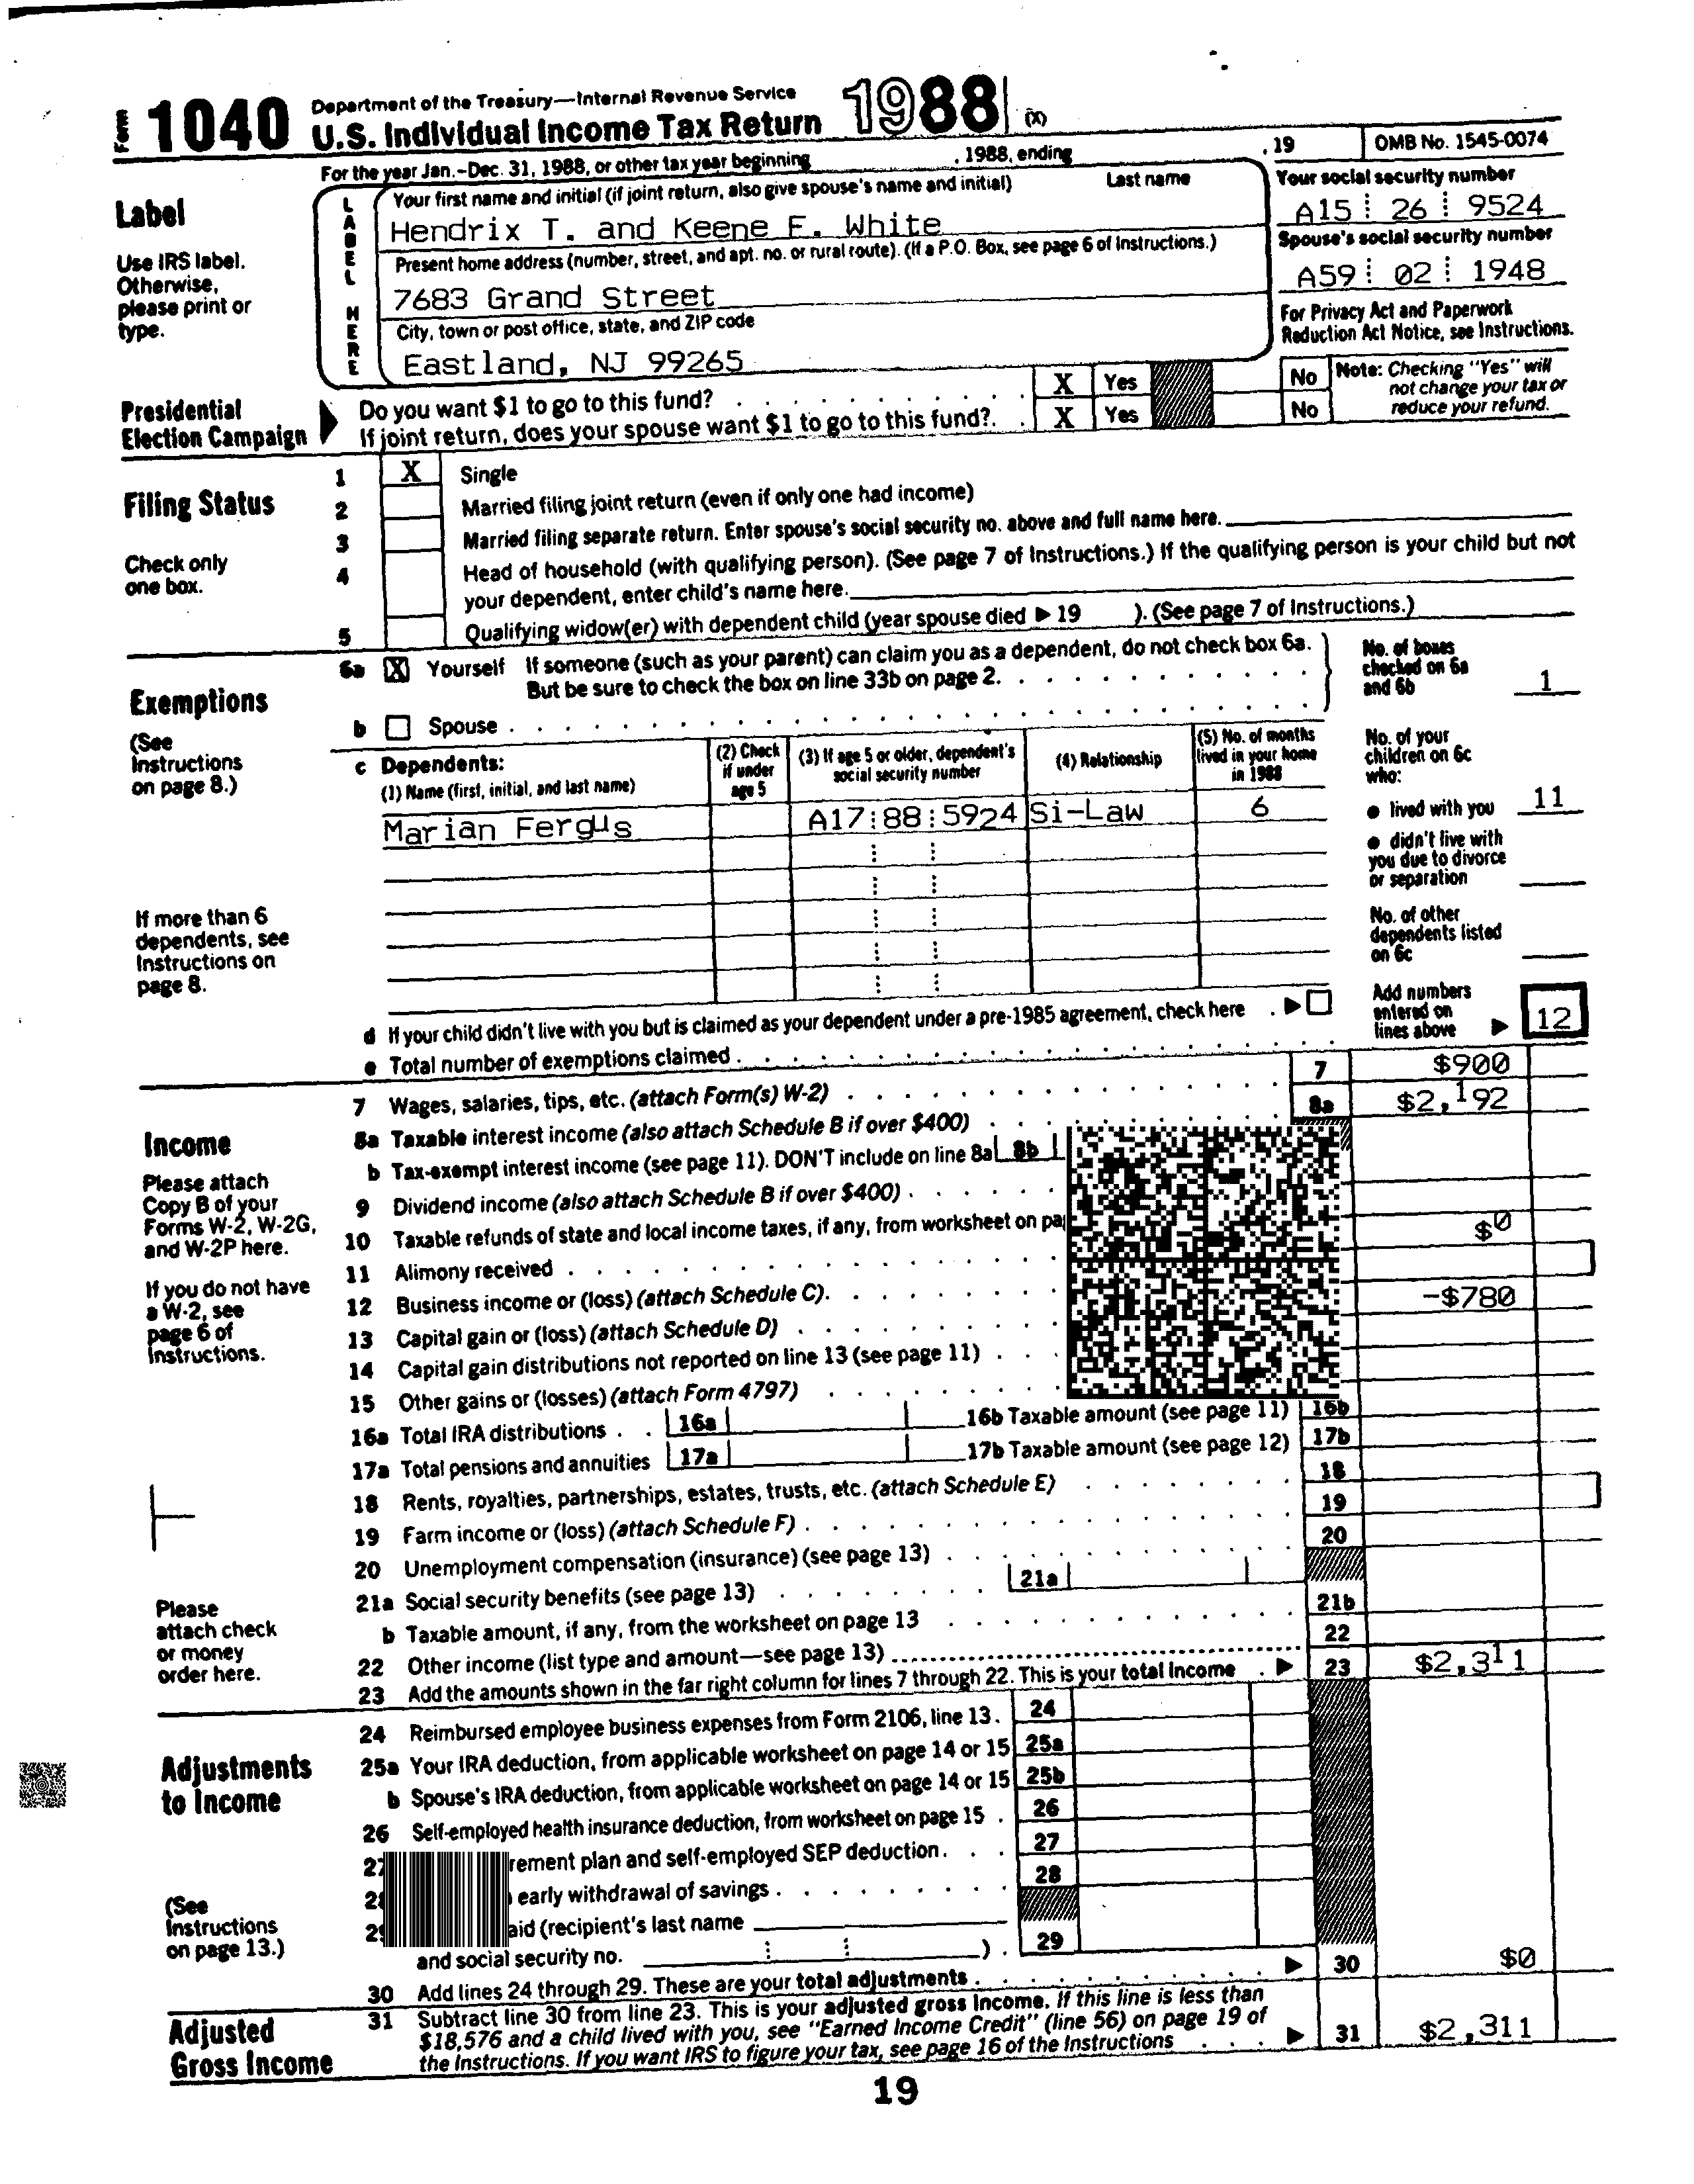 Form 1040 Department of the Treasury—Internal Revenue Service
U.S. Individual Income Tax Return 1988 (X)
For the year Jan.-Dec. 31, 1988, or other tax year beginning , 1988, ending , 19 OMB No. 1545-0074
Label
Use IRS label.
Otherwise,
please print or
type.
LABEL HERE
Your first name and initial (if joint return, also give spouse's name and initial) Last name
Hendrix T. and Keene E. White
Present home address (number, street, and apt. no. or rural route). (If a P.O. Box, see page 6 of Instructions.)
7683 Grand Street
City, town or post office, state, and ZIP code
Eastland, NJ 99265
Your social security number
A15 26 9524
Spouse's social security number
A59 02 1948
For Privacy Act and Paperwork
Reduction Act Notice, see Instructions.
Presidential
Election Campaign
Do you want $1 to go to this fund? X Yes No
If joint return, does your spouse want $1 to go to this fund?. X Yes No
Note: Checking "Yes" will
not change your tax or
reduce your refund.
Filing Status
Check only
one box.
1 X Single
2 Married filing joint return (even if only one had income)
3 Married filing separate return. Enter spouse's social security no. above and full name here.
4 Head of household (with qualifying person). (See page 7 of Instructions.) If the qualifying person is your child but not
your dependent, enter child's name here.
5 Qualifying widow(er) with dependent child (year spouse died ▶ 19 ). (See page 7 of Instructions.)
Exemptions
(See
Instructions
on page 8.)
6a X Yourself If someone (such as your parent) can claim you as a dependent, do not check box 6a.
But be sure to check the box on line 33b on page 2.
b Spouse
No. of boxes
checked on 6a
and 6b 1
c Dependents:
(1) Name (first, initial, and last name)
(2) Check
if under
age 5
(3) If age 5 or older, dependent's
social security number
(4) Relationship
(5) No. of months
lived in your home
in 1988
Marian Fergus A17 88 5924 Si-Law 6
No. of your
children on 6c
who:
● lived with you 11
● didn't live with
you due to divorce
or separation
No. of other
dependents listed
on 6c
If more than 6
dependents, see
Instructions on
page 8.
d If your child didn't live with you but is claimed as your dependent under a pre-1985 agreement, check here ▶
e Total number of exemptions claimed
Add numbers
entered on
lines above ▶ 12
Income
Please attach
Copy B of your
Forms W-2, W-2G,
and W-2P here.
If you do not have
a W-2, see
page 6 of
Instructions.
Please
attach check
or money
order here.
7 Wages, salaries, tips, etc. (attach Form(s) W-2) 7 $900
8a Taxable interest income (also attach Schedule B if over $400) 8a $2,192
b Tax-exempt interest income (see page 11). DON'T include on line 8a 8b
9 Dividend income (also attach Schedule B if over $400)
10 Taxable refunds of state and local income taxes, if any, from worksheet on $0
11 Alimony received
12 Business income or (loss) (attach Schedule C). -$780
13 Capital gain or (loss) (attach Schedule D)
14 Capital gain distributions not reported on line 13 (see page 11)
15 Other gains or (losses) (attach Form 4797)
16a Total IRA distributions 16a 16b Taxable amount (see page 11) 16b
17a Total pensions and annuities 17a 17b Taxable amount (see page 12) 17b
18 Rents, royalties, partnerships, estates, trusts, etc. (attach Schedule E) 18
19 Farm income or (loss) (attach Schedule F) 19
20 Unemployment compensation (insurance) (see page 13) 20
21a Social security benefits (see page 13) 21a
b Taxable amount, if any, from the worksheet on page 13 21b
22 Other income (list type and amount—see page 13) 22
23 Add the amounts shown in the far right column for lines 7 through 22. This is your total income ▶ 23 $2,311
Adjustments
to Income
(See
Instructions
on page 13.)
24 Reimbursed employee business expenses from Form 2106, line 13. 24
25a Your IRA deduction, from applicable worksheet on page 14 or 15 25a
b Spouse's IRA deduction, from applicable worksheet on page 14 or 15 25b
26 Self-employed health insurance deduction, from worksheet on page 15 26
rement plan and self-employed SEP deduction. 27
early withdrawal of savings 28
aid (recipient's last name
and social security no. ). 29
30 Add lines 24 through 29. These are your total adjustments ▶ 30 $0
Adjusted
Gross Income
31 Subtract line 30 from line 23. This is your adjusted gross income. If this line is less than
$18,576 and a child lived with you, see "Earned Income Credit" (line 56) on page 19 of
the Instructions. If you want IRS to figure your tax, see page 16 of the Instructions ▶ 31 $2,311
19